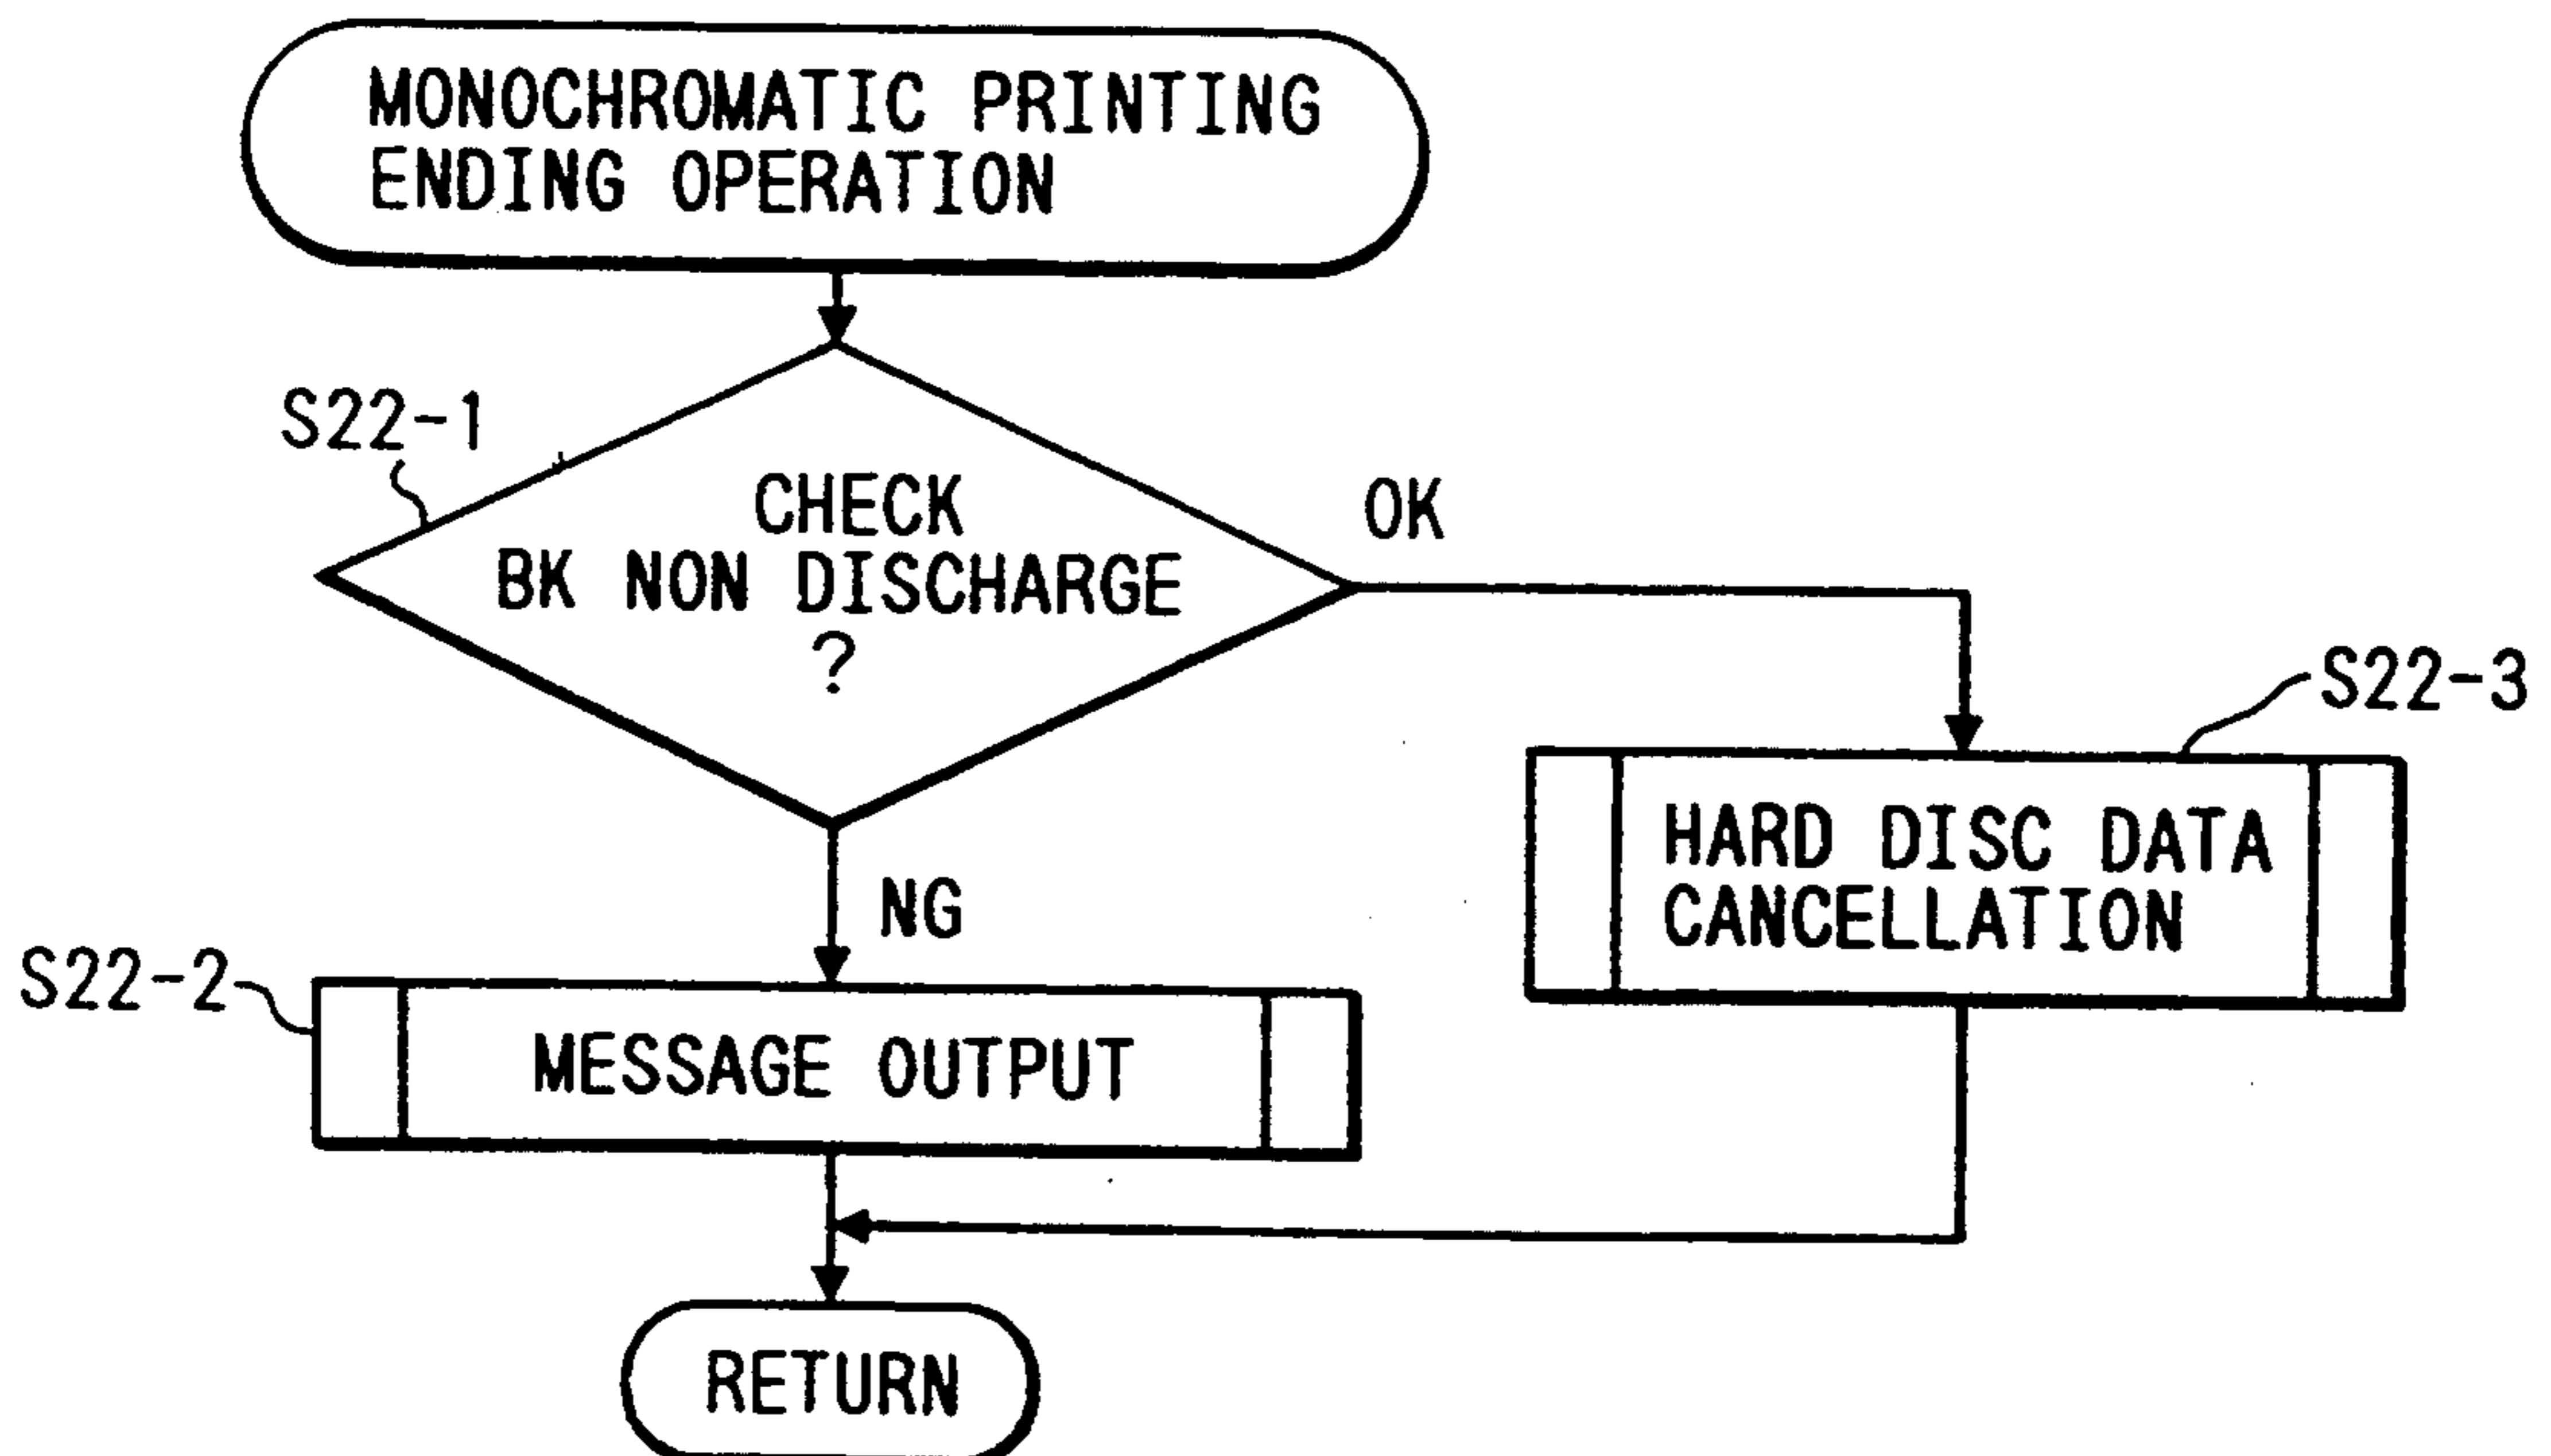 MONOCHROMATIC PRINTING
ENDING OPERATION
S22-1
CHECK
BK NON DISCHARGE
?
OK
S22-3
HARD DISC DATA
CANCELLATION
NG
S22-2
MESSAGE OUTPUT
RETURN